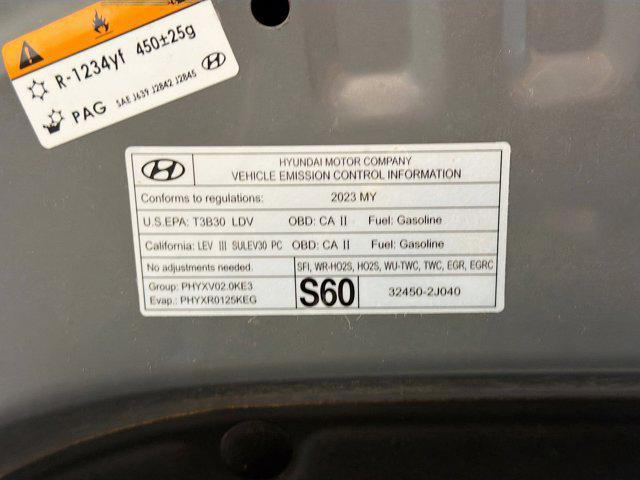 R-1234yf 450±25g
PAG SAE J639 J2842 J2845
HYUNDAI MOTOR COMPANY
VEHICLE EMISSION CONTROL INFORMATION
Conforms to regulations: 2023 MY
U.S.EPA: T3B30 LDV OBD: CA II Fuel: Gasoline
California: LEV III SULEV30 PC OBD: CA II Fuel: Gasoline
No adjustments needed. SFI, WR-HO2S, HO2S, WU-TWC, TWC, EGR, EGRC
Group: PHYXV02.0KE3
Evap.: PHYXR0125KEG
S60 32450-2J040